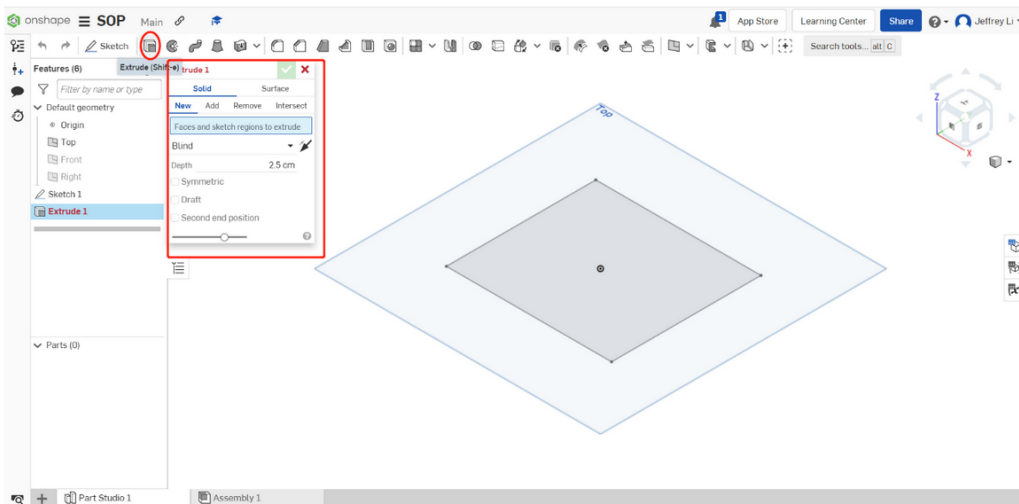 onshape SOP Main App Store Learning Center Share Jeffrey Li
1
Sketch Search tools... alt C
Features (6) Extrude (Shift-e) trude 1
Filter by name or type Solid Surface
Default geometry New Add Remove Intersect
Origin Faces and sketch regions to extrude
Top Blind
Front Depth 2.5 cm
Right Symmetric
Sketch 1 Draft
Extrude 1 Second end position
Top
Z
X
Parts (0)
Part Studio 1 Assembly 1